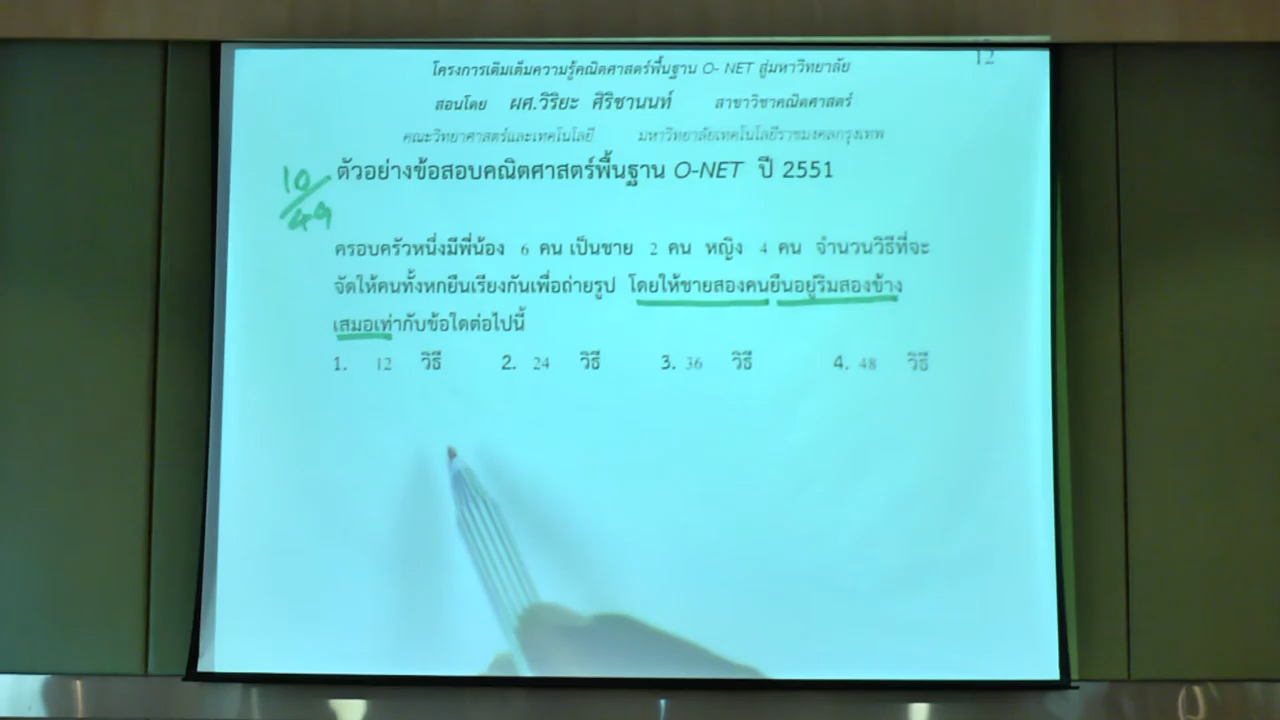 12
โครงการเติมเต็มความรู้คณิตศาสตร์พื้นฐาน O- NET สู่มหาวิทยาลัย
สอนโดย ผศ.วิริยะ ศิริชานนท์ สาขาวิชาคณิตศาสตร์
คณะวิทยาศาสตร์และเทคโนโลยี มหาวิทยาลัยเทคโนโลยีราชมงคลกรุงเทพ
10/49
ตัวอย่างข้อสอบคณิตศาสตร์พื้นฐาน O-NET ปี 2551
ครอบครัวหนึ่งมีพี่น้อง 6 คน เป็นชาย 2 คน หญิง 4 คน จำนวนวิธีที่จะ
จัดให้คนทั้งหกยืนเรียงกันเพื่อถ่ายรูป โดยให้ชายสองคนยืนอยู่ริมสองข้าง
เสมอเท่ากับข้อใดต่อไปนี้
1. 12 วิธี 2. 24 วิธี 3. 36 วิธี 4. 48 วิธี